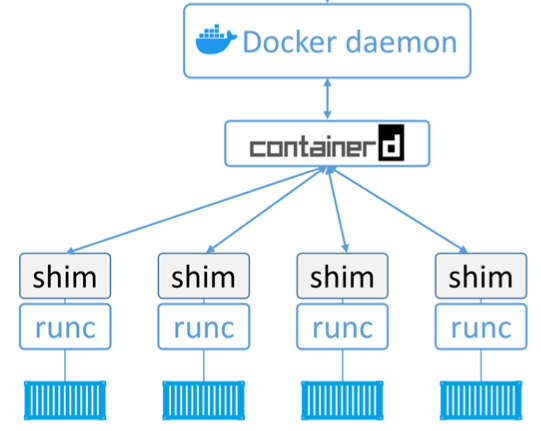 Docker daemon
containerd
shim shim shim shim
runc runc runc runc